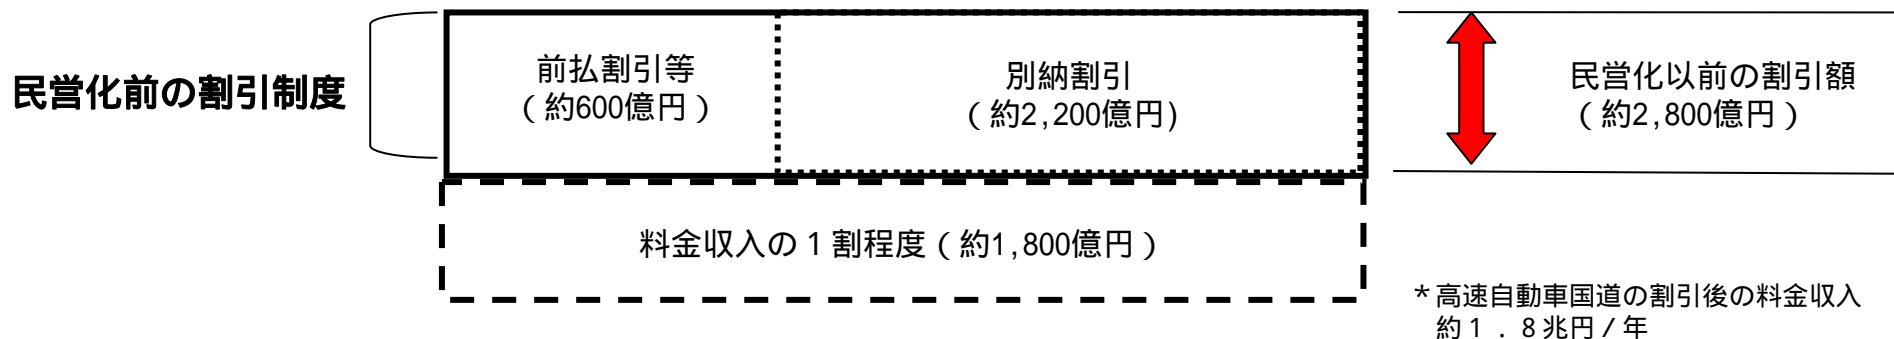 民営化前の割引制度
前払割引等
（約600億円）
別納割引
（約2,200億円)
民営化以前の割引額
（約2,800億円）
料金収入の１割程度（約1,800億円）
＊高速自動車国道の割引後の料金収入
約１．８兆円／年